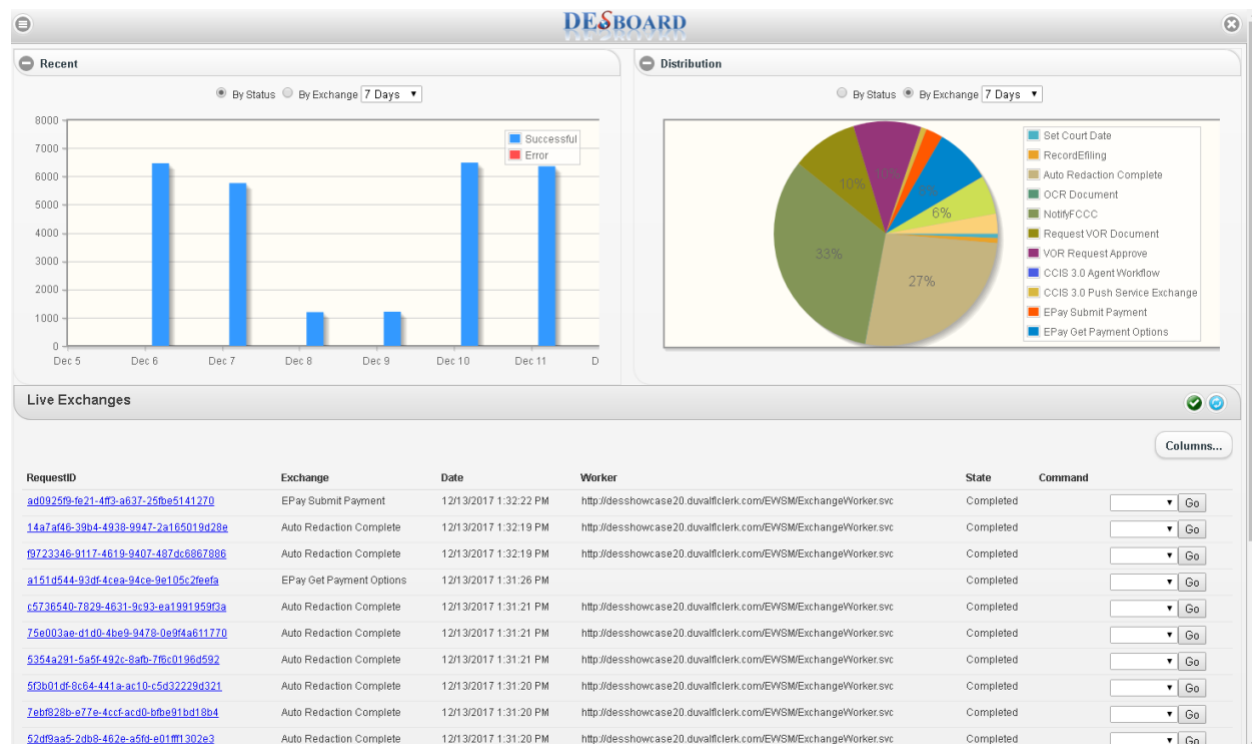 DESBOARD
Recent
By Status By Exchange 7 Days
8000
7000
6000
5000
4000
3000
2000
1000
0
Dec 5 Dec 6 Dec 7 Dec 8 Dec 9 Dec 10 Dec 11 D
Successful
Error
Distribution
By Status By Exchange 7 Days
10%
10%
6%
33%
27%
Set Court Date
RecordEfiling
Auto Redaction Complete
OCR Document
NotifyFCCC
Request VOR Document
VOR Request Approve
CCIS 3.0 Agent Workflow
CCIS 3.0 Push Service Exchange
EPay Submit Payment
EPay Get Payment Options
Live Exchanges
Columns...
RequestID Exchange Date Worker State Command
ad0925f9-fe21-4ff3-a637-25fbe5141270 EPay Submit Payment 12/13/2017 1:32:22 PM http://desshowcase20.duvalflclerk.com/EWSM/ExchangeWorker.svc Completed Go
14a7af46-39b4-4938-9947-2a165019d28e Auto Redaction Complete 12/13/2017 1:32:19 PM http://desshowcase20.duvalflclerk.com/EWSM/ExchangeWorker.svc Completed Go
f9723346-9117-4619-9407-487dc6867886 Auto Redaction Complete 12/13/2017 1:32:19 PM http://desshowcase20.duvalflclerk.com/EWSM/ExchangeWorker.svc Completed Go
a151d544-93df-4cea-94ce-9e105c2feefa EPay Get Payment Options 12/13/2017 1:31:26 PM Completed Go
c5736540-7829-4631-9c93-ea1991959f3a Auto Redaction Complete 12/13/2017 1:31:21 PM http://desshowcase20.duvalflclerk.com/EWSM/ExchangeWorker.svc Completed Go
75e003ae-d1d0-4be9-9478-0e9f4a611770 Auto Redaction Complete 12/13/2017 1:31:21 PM http://desshowcase20.duvalflclerk.com/EWSM/ExchangeWorker.svc Completed Go
5354a291-5a5f-492c-8afb-7f6c0196d592 Auto Redaction Complete 12/13/2017 1:31:21 PM http://desshowcase20.duvalflclerk.com/EWSM/ExchangeWorker.svc Completed Go
5f3b01df-8c64-441a-ac10-c5d32229d321 Auto Redaction Complete 12/13/2017 1:31:20 PM http://desshowcase20.duvalflclerk.com/EWSM/ExchangeWorker.svc Completed Go
7ebf828b-e77e-4ccf-acd0-bfbe91bd18b4 Auto Redaction Complete 12/13/2017 1:31:20 PM http://desshowcase20.duvalflclerk.com/EWSM/ExchangeWorker.svc Completed Go
52df9aa5-2db8-462e-a5fd-e01fff1302e3 Auto Redaction Complete 12/13/2017 1:31:20 PM http://desshowcase20.duvalflclerk.com/EWSM/ExchangeWorker.svc Completed Go